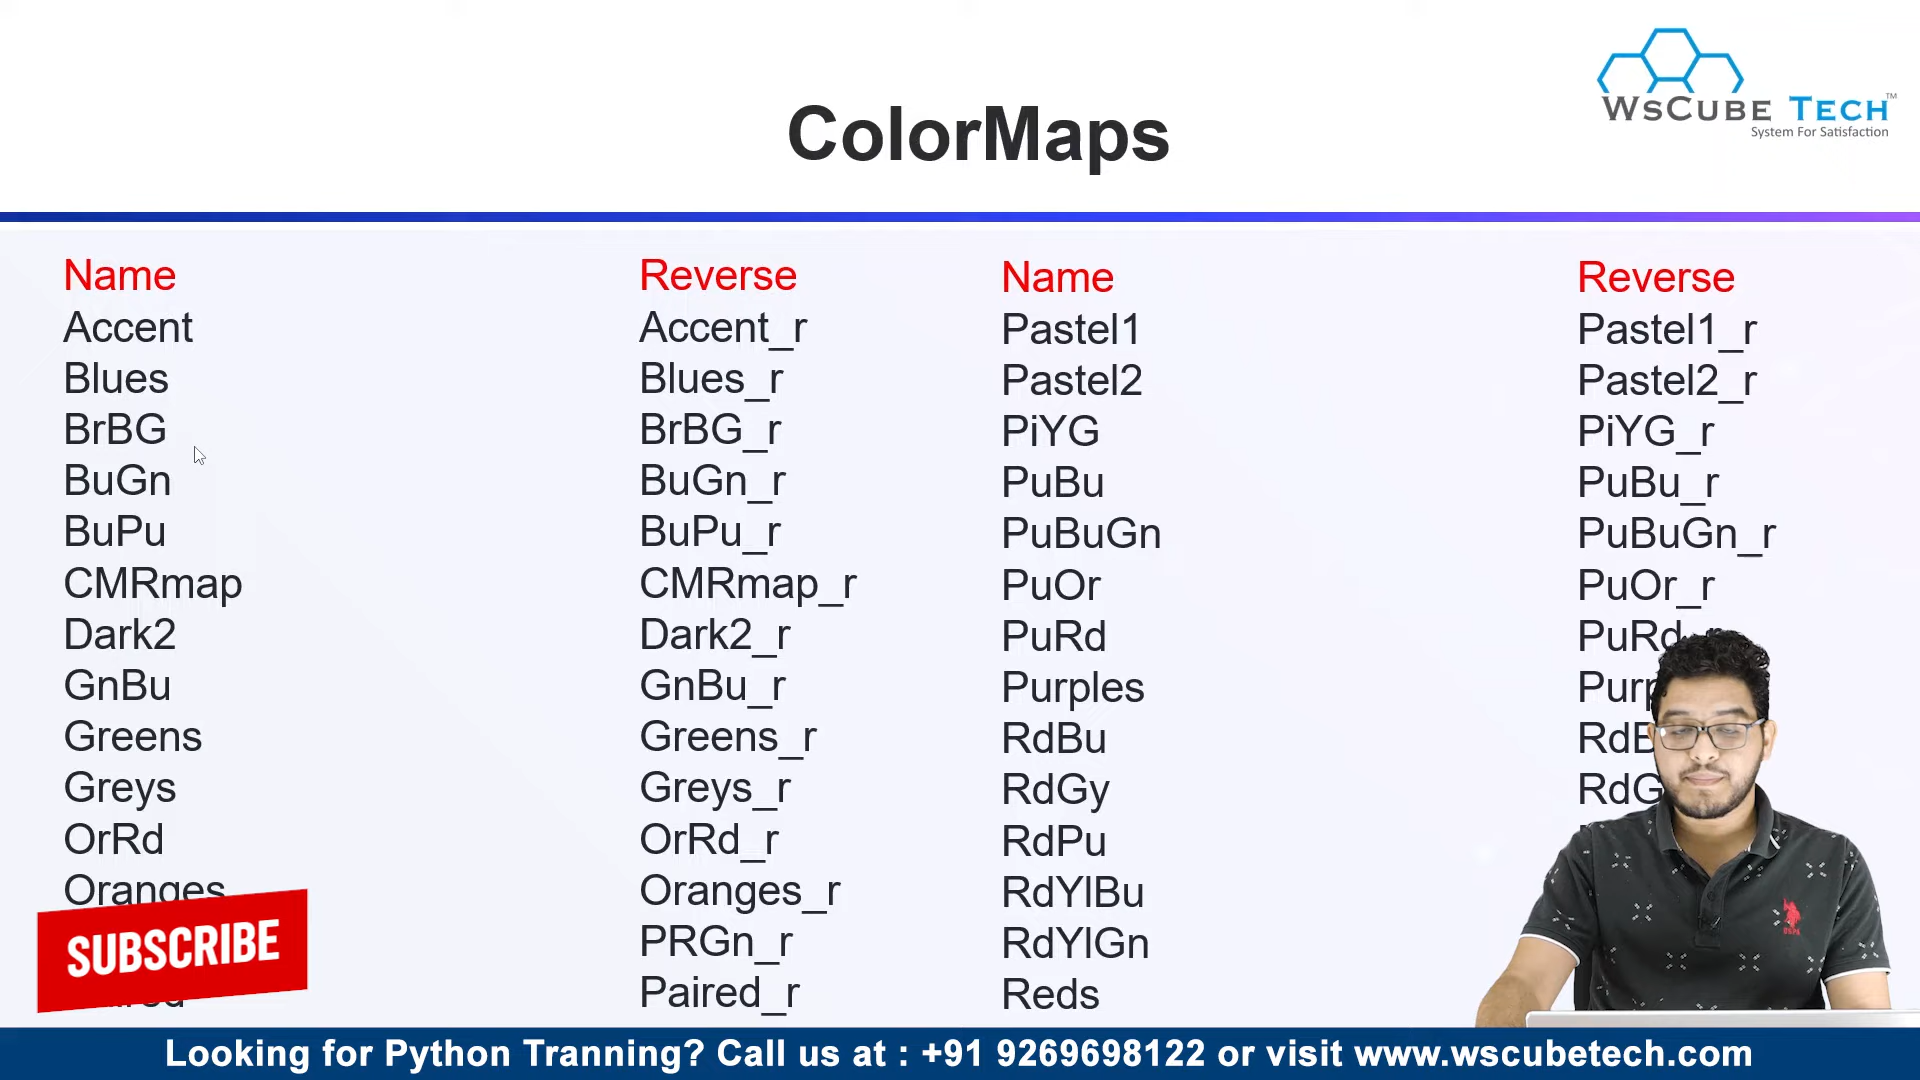 WsCube Tech™
System For Satisfaction
ColorMaps
Name Reverse Name Reverse
Accent Accent_r Pastel1 Pastel1_r
Blues Blues_r Pastel2 Pastel2_r
BrBG BrBG_r PiYG PiYG_r
BuGn BuGn_r PuBu PuBu_r
BuPu BuPu_r PuBuGn PuBuGn_r
CMRmap CMRmap_r PuOr PuOr_r
Dark2 Dark2_r PuRd PuRd_r
GnBu GnBu_r Purples
Greens Greens_r RdBu
Greys Greys_r RdGy
OrRd OrRd_r RdPu
Oranges Oranges_r RdYlBu
PRGn_r RdYlGn
Paired_r Reds
SUBSCRIBE
Looking for Python Tranning? Call us at : +91 9269698122 or visit www.wscubetech.com